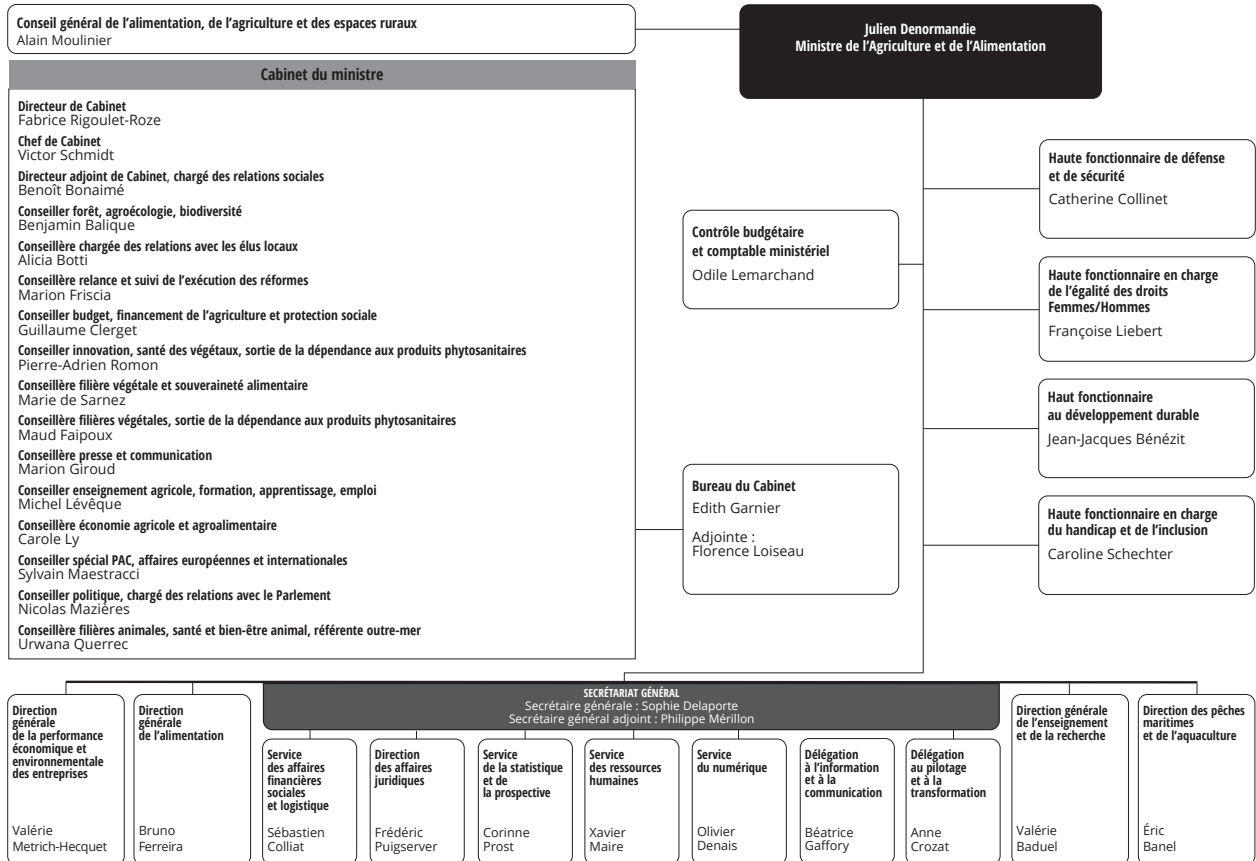 Conseil général de l’alimentation, de l’agriculture et des espaces ruraux
Alain Moulinier
Julien Denormandie
Ministre de l’Agriculture et de l’Alimentation
Cabinet du ministre
Directeur de Cabinet
Fabrice Rigoulet-Roze
Chef de Cabinet
Victor Schmidt
Directeur adjoint de Cabinet, chargé des relations sociales
Benoît Bonaimé
Conseiller forêt, agroécologie, biodiversité
Benjamin Balique
Conseillère chargée des relations avec les élus locaux
Alicia Botti
Conseillère relance et suivi de l’exécution des réformes
Marion Friscia
Conseiller budget, financement de l’agriculture et protection sociale
Guillaume Clerget
Conseiller innovation, santé des végétaux, sortie de la dépendance aux produits phytosanitaires
Pierre-Adrien Romon
Conseillère filière végétale et souveraineté alimentaire
Marie de Sarnez
Conseillère filières végétales, sortie de la dépendance aux produits phytosanitaires
Maud Faipoux
Conseillère presse et communication
Marion Giroud
Conseiller enseignement agricole, formation, apprentissage, emploi
Michel Lévêque
Conseillère économie agricole et agroalimentaire
Carole Ly
Conseiller spécial PAC, affaires européennes et internationales
Sylvain Maestracci
Conseiller politique, chargé des relations avec le Parlement
Nicolas Mazières
Conseillère filières animales, santé et bien-être animal, référente outre-mer
Urwana Querrec
Contrôle budgétaire
et comptable ministériel
Odile Lemarchand
Bureau du Cabinet
Edith Garnier
Adjointe :
Florence Loiseau
Haute fonctionnaire de défense
et de sécurité
Catherine Collinet
Haute fonctionnaire en charge
de l’égalité des droits
Femmes/Hommes
Françoise Liebert
Haut fonctionnaire
au développement durable
Jean-Jacques Bénézit
Haute fonctionnaire en charge
du handicap et de l’inclusion
Caroline Schechter
Direction
générale
de la performance
économique et
environnementale
des entreprises
Valérie
Metrich-Hecquet
Direction
générale
de l’alimentation
Bruno
Ferreira
SECRÉTARIAT GÉNÉRAL
Secrétaire générale : Sophie Delaporte
Secrétaire général adjoint : Philippe Mérillon
Service
des affaires
financières
sociales
et logistique
Sébastien
Colliat
Direction
des affaires
juridiques
Frédéric
Puigserver
Service
de la statistique
et de
la prospective
Corinne
Prost
Service
des ressources
humaines
Xavier
Maire
Service
du numérique
Olivier
Denais
Délégation
à l’information
et à la
communication
Béatrice
Gaffory
Délégation
au pilotage
et à la
transformation
Anne
Crozat
Direction générale
de l’enseignement
et de la recherche
Valérie
Baduel
Direction des pêches
maritimes
et de l’aquaculture
Éric
Banel